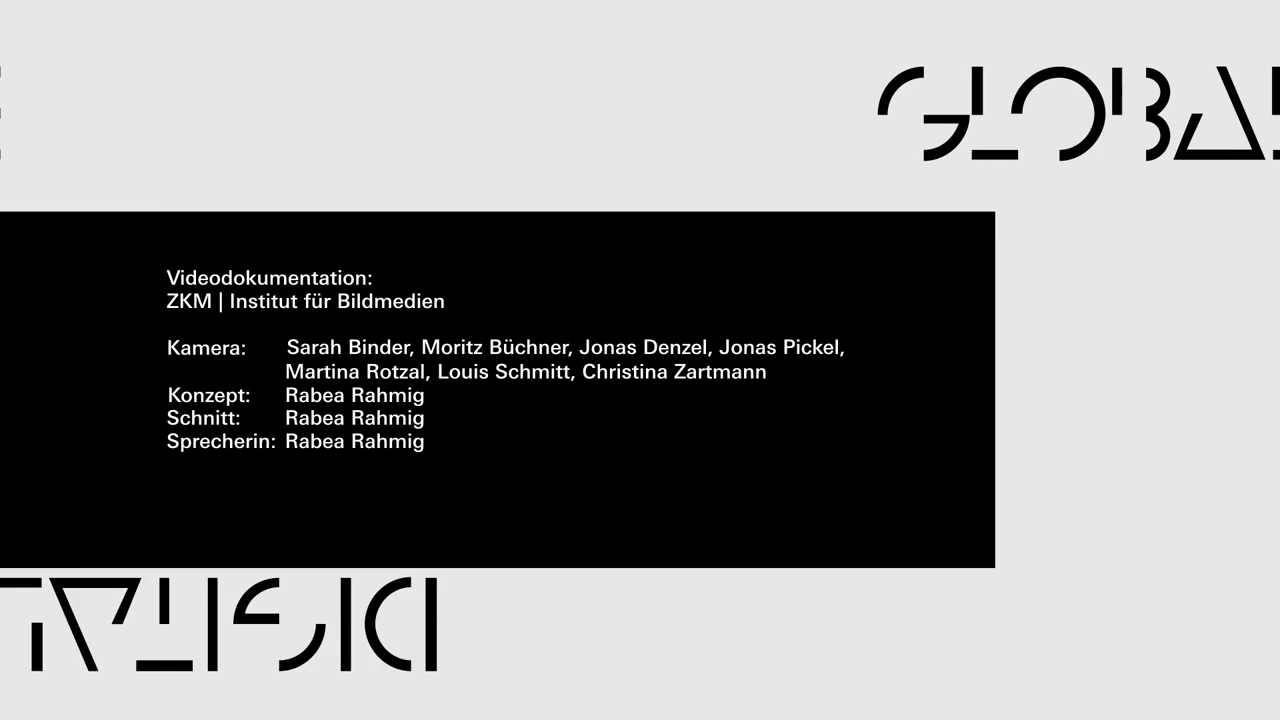 GLOBA
Videodokumentation:
ZKM | Institut für Bildmedien
Kamera: Sarah Binder, Moritz Büchner, Jonas Denzel, Jonas Pickel,
Martina Rotzal, Louis Schmitt, Christina Zartmann
Konzept: Rabea Rahmig
Schnitt: Rabea Rahmig
Sprecherin: Rabea Rahmig